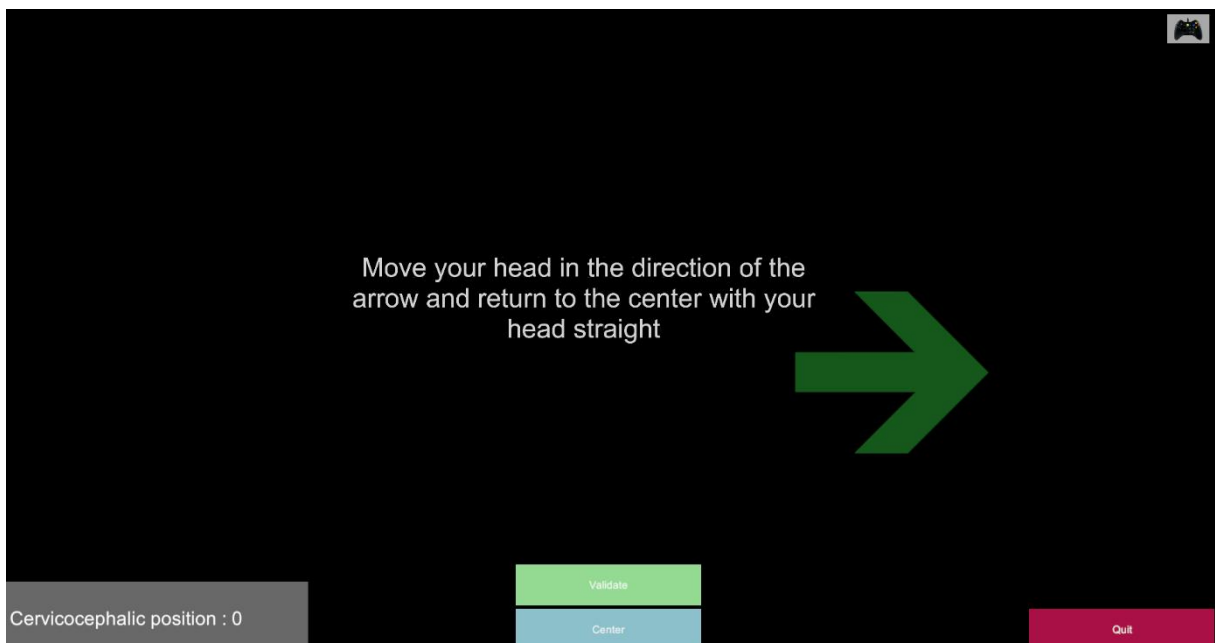 Move your head in the direction of the
arrow and return to the center with your
head straight
Validate
Cervicocephalic position : 0
Center
Quit